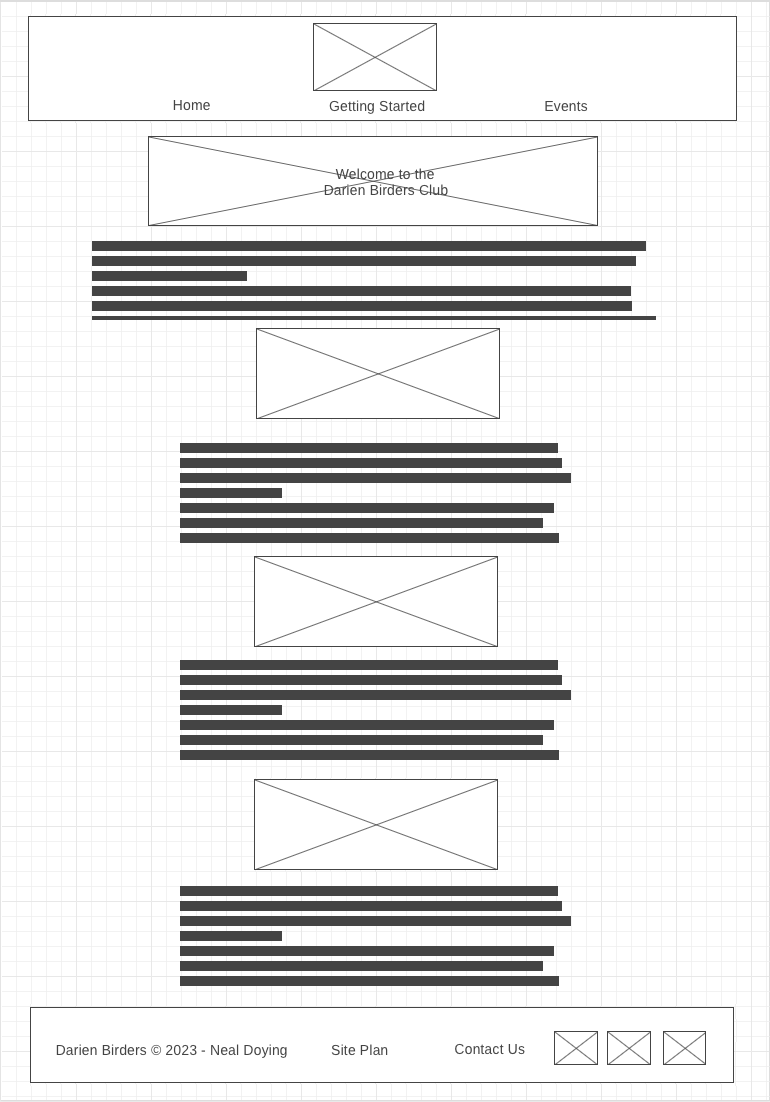 Home
Getting Started
Events
Welcome to the
Darien Birders Club
Darien Birders © 2023 - Neal Doying
Site Plan
Contact Us